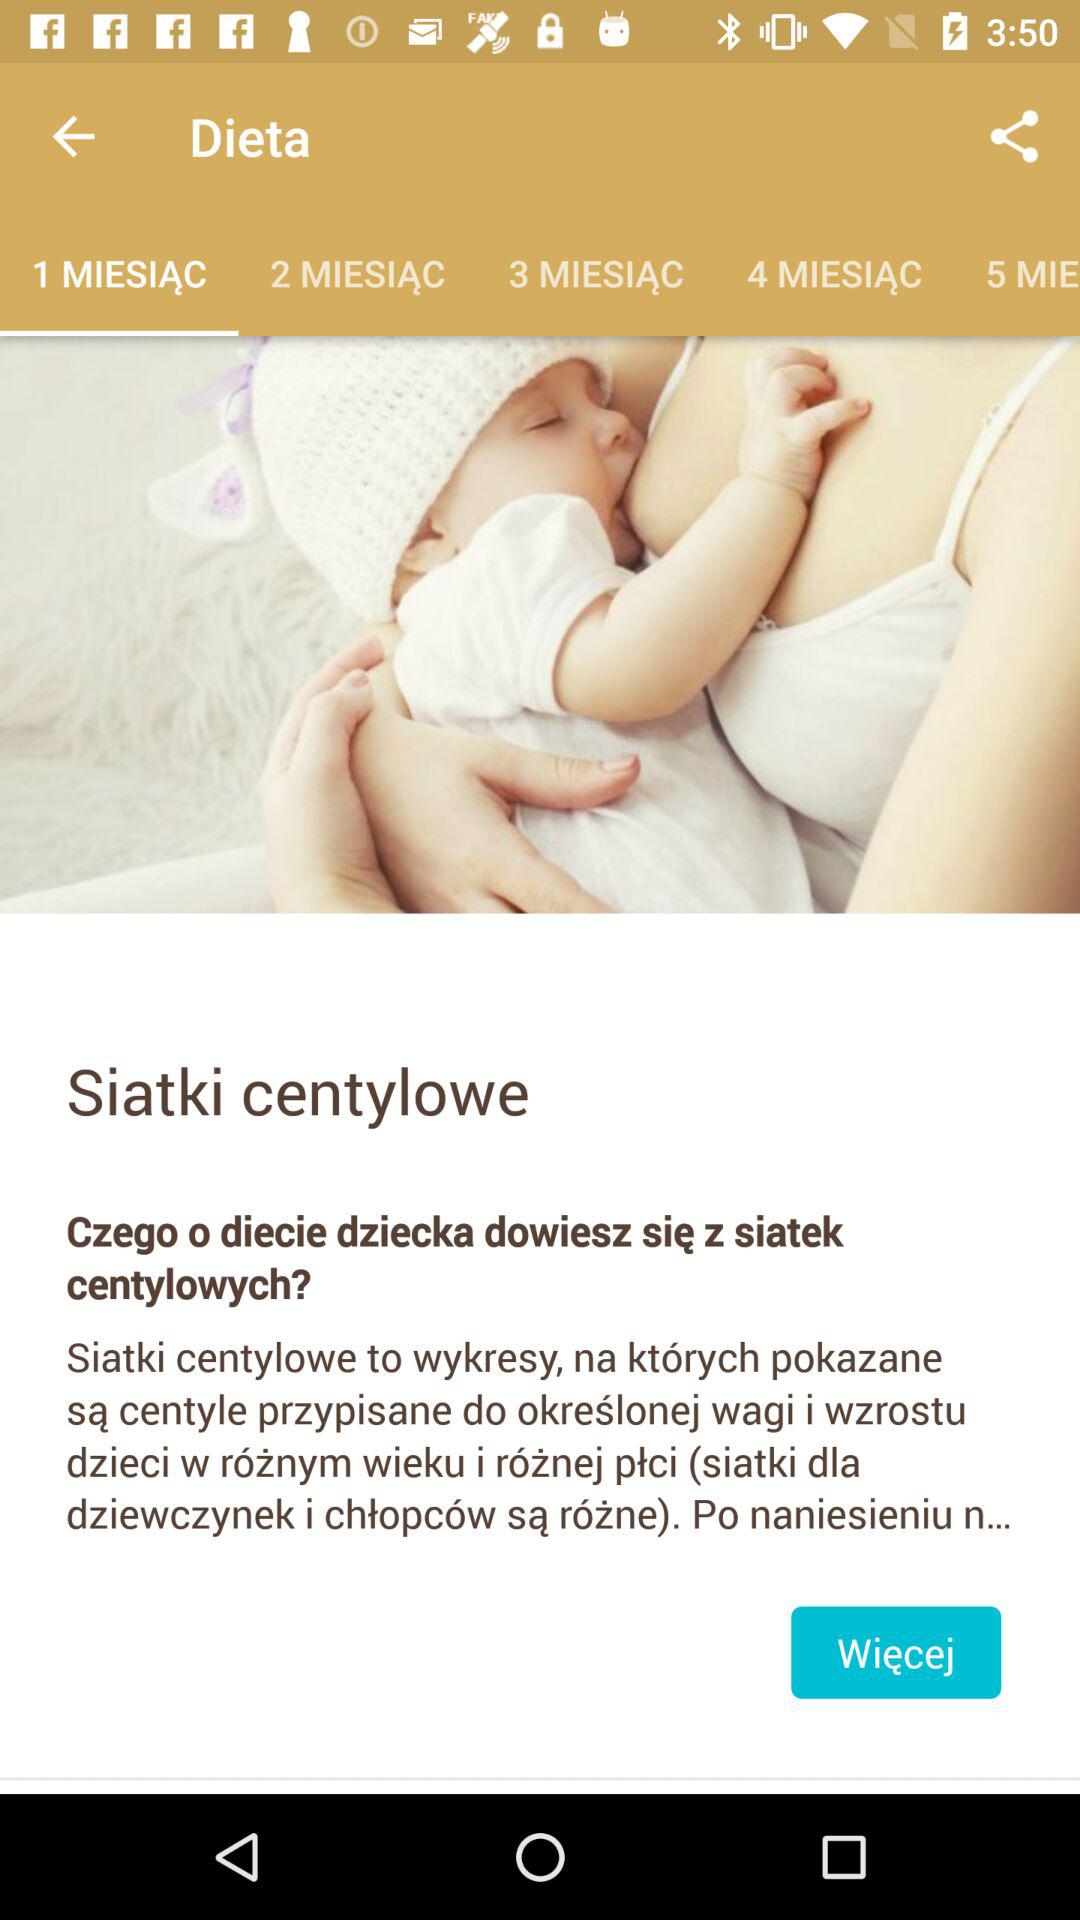 FAKE
3:50
Dieta
1 MIESIĄC 2 MIESIĄC 3 MIESIĄC 4 MIESIĄC 5 MIE
Siatki centylowe
Czego o diecie dziecka dowiesz się z siatek
centylowych?
Siatki centylowe to wykresy, na których pokazane
są centyle przypisane do określonej wagi i wzrostu
dzieci w różnym wieku i różnej płci (siatki dla
dziewczynek i chłopców są różne). Po naniesieniu n...
Więcej